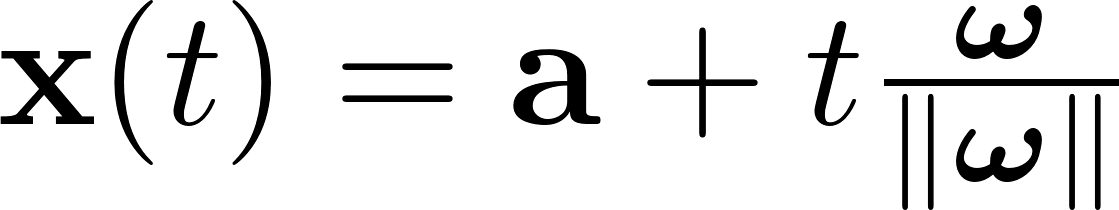 𝐱(t) = 𝐚 + t 𝝎/‖𝝎‖